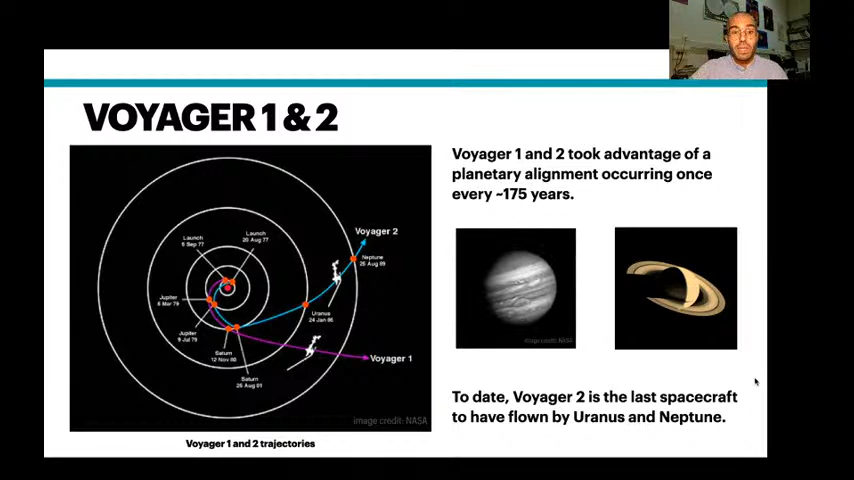 VOYAGER 1 & 2
Voyager 1 and 2 took advantage of a
planetary alignment occurring once
every ~175 years.
Launch
5 Sep 77
Launch
20 Aug 77
Voyager 2
Neptune
25 Aug 89
Jupiter
5 Mar 79
Uranus
24 Jan 86
Jupiter
9 Jul 79
Saturn
12 Nov 80
Voyager 1
Saturn
25 Aug 81
image credit: NASA
Voyager 1 and 2 trajectories
image credit: NASA
To date, Voyager 2 is the last spacecraft
to have flown by Uranus and Neptune.